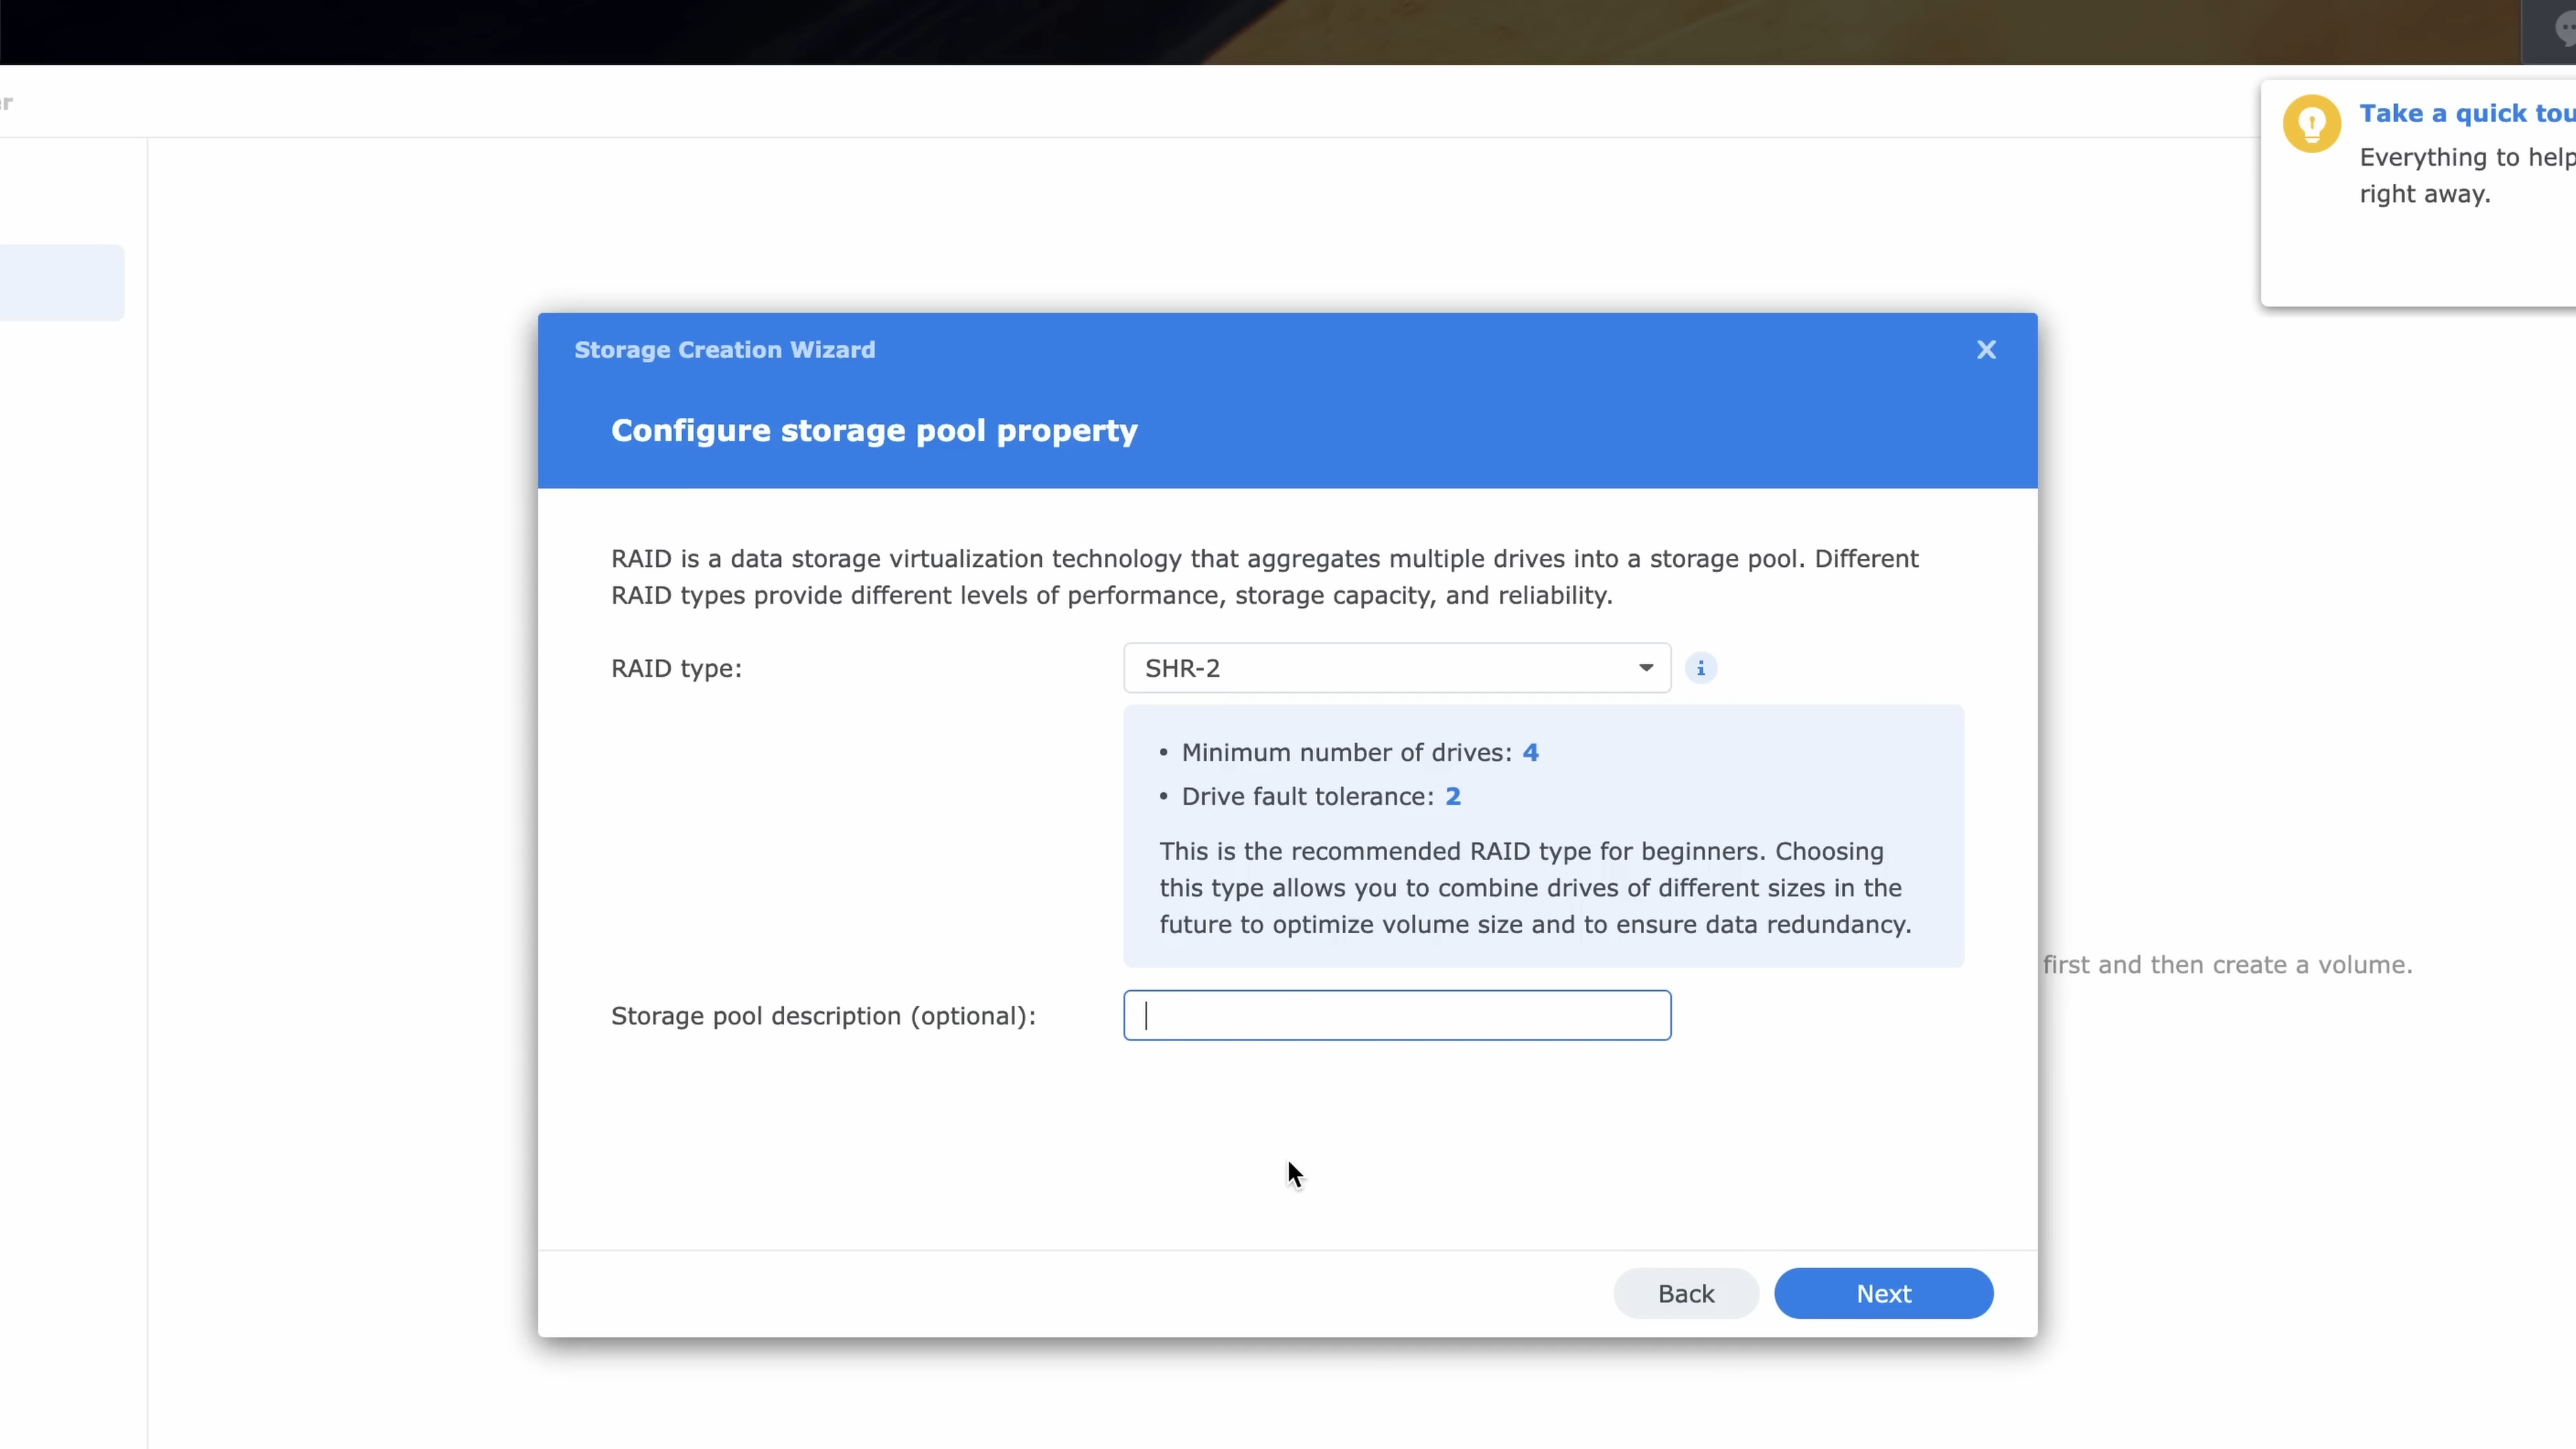 er
Take a quick tou
Everything to help
right away.
Storage Creation Wizard
Configure storage pool property
RAID is a data storage virtualization technology that aggregates multiple drives into a storage pool. Different
RAID types provide different levels of performance, storage capacity, and reliability.
RAID type:
SHR-2
• Minimum number of drives: 4
• Drive fault tolerance: 2
This is the recommended RAID type for beginners. Choosing
this type allows you to combine drives of different sizes in the
future to optimize volume size and to ensure data redundancy.
first and then create a volume.
Storage pool description (optional):
Back
Next